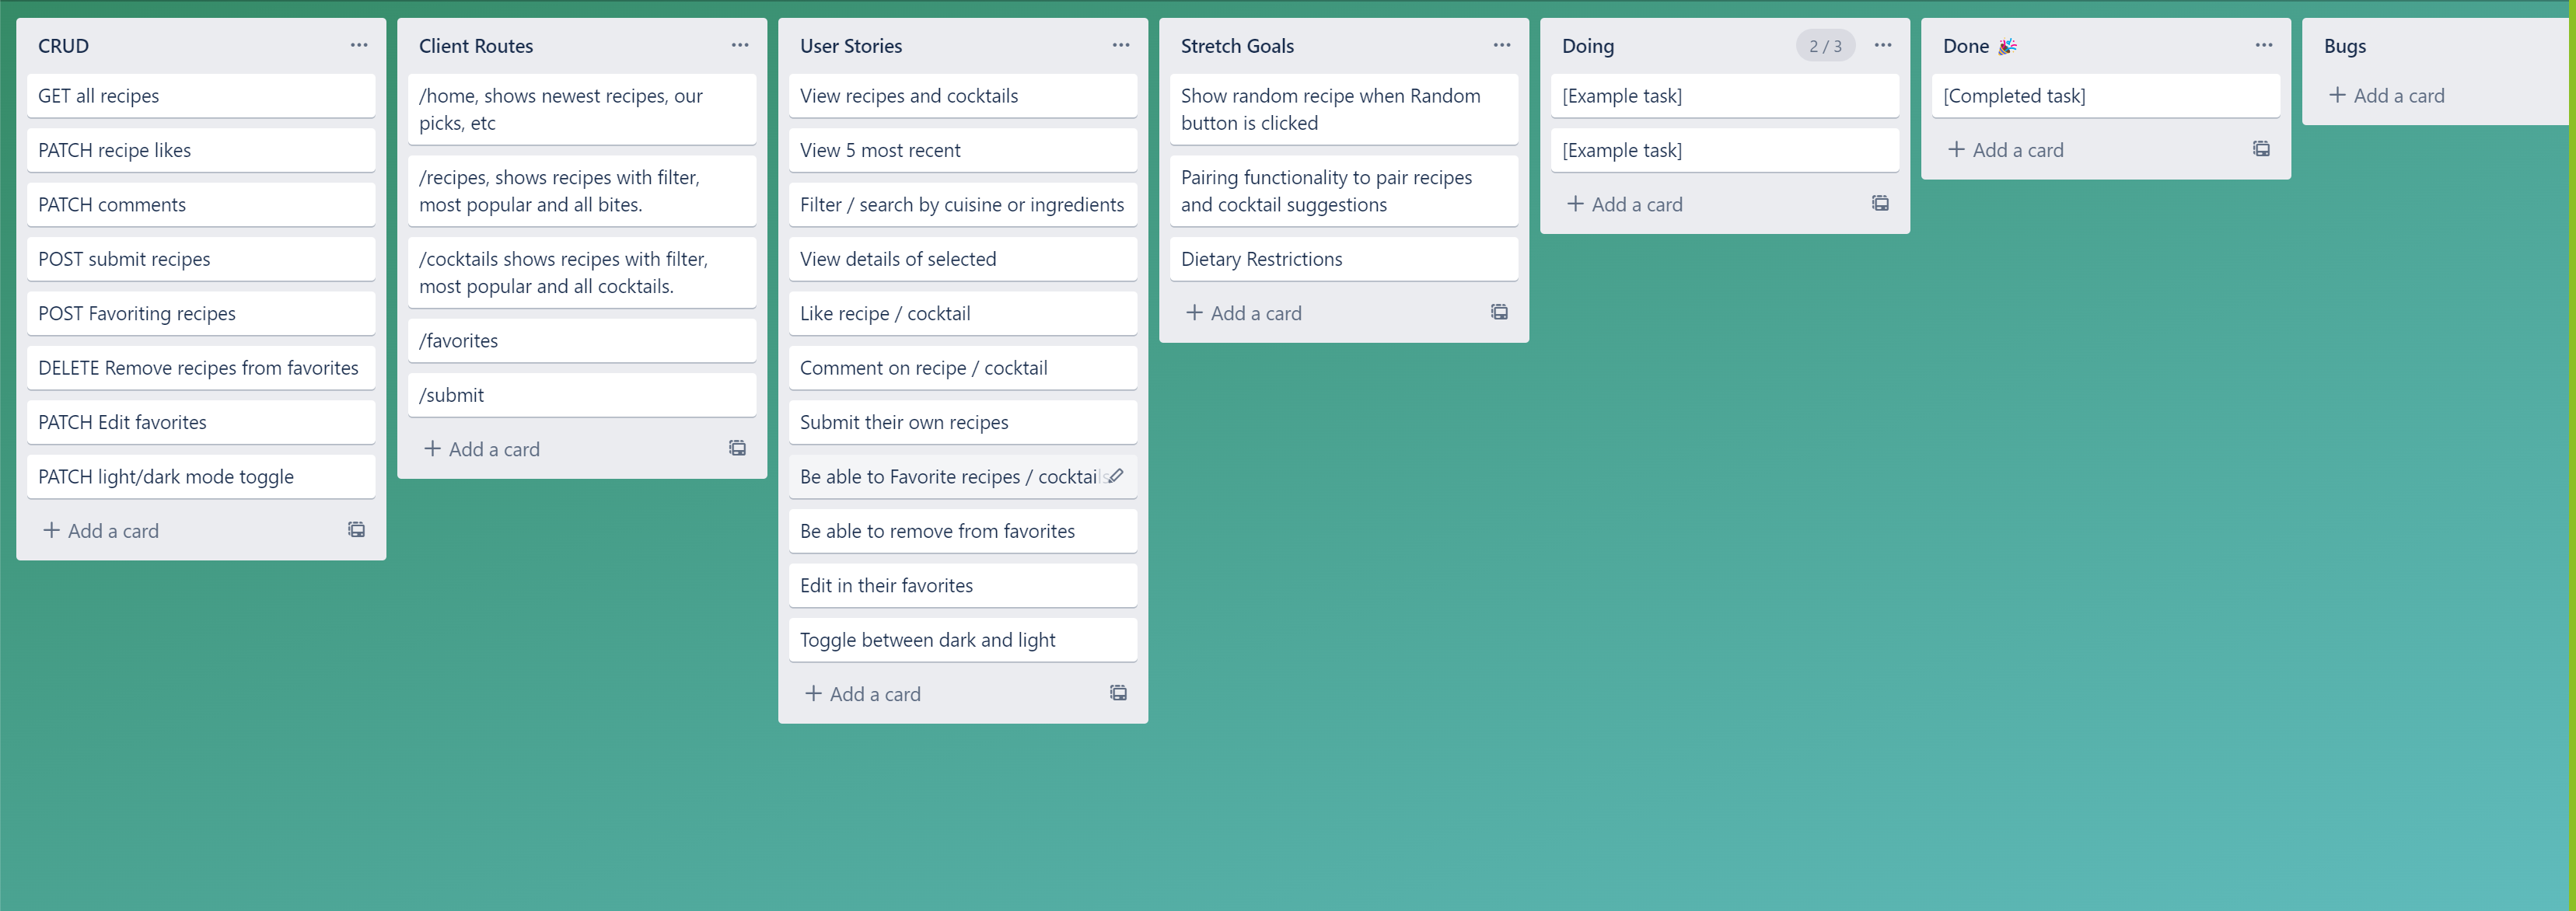 CRUD
GET all recipes
PATCH recipe likes
PATCH comments
POST submit recipes
POST Favoriting recipes
DELETE Remove recipes from favorites
PATCH Edit favorites
PATCH light/dark mode toggle
Add a card
Client Routes
/home, shows newest recipes, our
picks, etc
/recipes, shows recipes with filter,
most popular and all bites.
/cocktails shows recipes with filter,
most popular and all cocktails.
/favorites
/submit
Add a card
User Stories
View recipes and cocktails
View 5 most recent
Filter / search by cuisine or ingredients
View details of selected
Like recipe / cocktail
Comment on recipe / cocktail
Submit their own recipes
Be able to Favorite recipes / cocktails
Be able to remove from favorites
Edit in their favorites
Toggle between dark and light
Add a card
Stretch Goals
Show random recipe when Random
button is clicked
Pairing functionality to pair recipes
and cocktail suggestions
Dietary Restrictions
Add a card
Doing 2 / 3
[Example task]
[Example task]
Add a card
Done 🎉
[Completed task]
Add a card
Bugs
Add a card